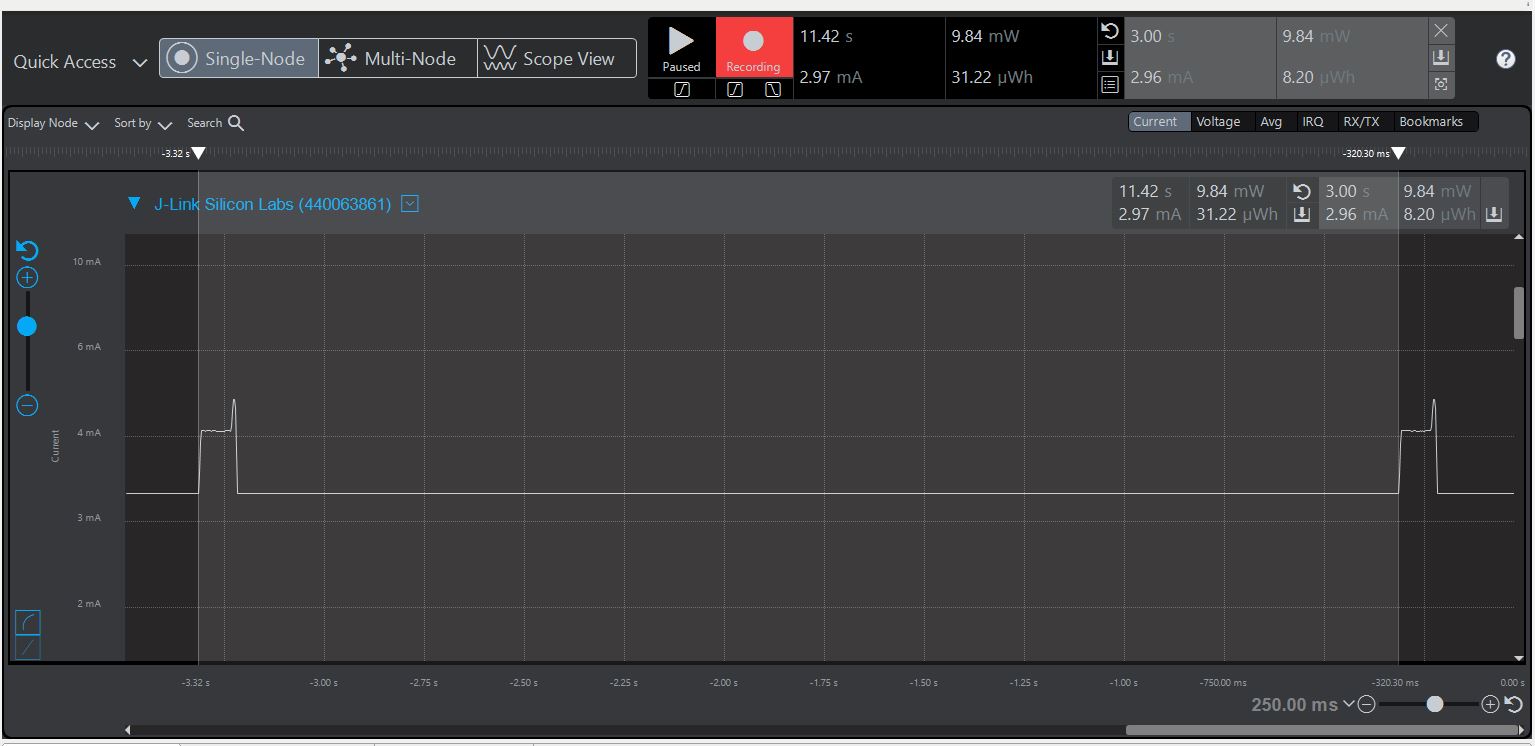 Quick Access
Single-Node
Multi-Node
Scope View
Paused
Recording
11.42 s
2.97 mA
9.84 mW
31.22 µWh
3.00 s
2.96 mA
9.84 mW
8.20 µWh
?
Display Node
Sort by
Search
Current
Voltage
Avg
IRQ
RX/TX
Bookmarks
-3.32 s
-320.30 ms
J-Link Silicon Labs (440063861)
11.42 s
9.84 mW
3.00 s
9.84 mW
2.97 mA
31.22 µWh
2.96 mA
8.20 µWh
10 mA
6 mA
4 mA
3 mA
2 mA
Current
-3.32 s
-3.00 s
-2.75 s
-2.50 s
-2.25 s
-2.00 s
-1.75 s
-1.50 s
-1.25 s
-1.00 s
-750.00 ms
-320.30 ms
0.00 s
250.00 ms